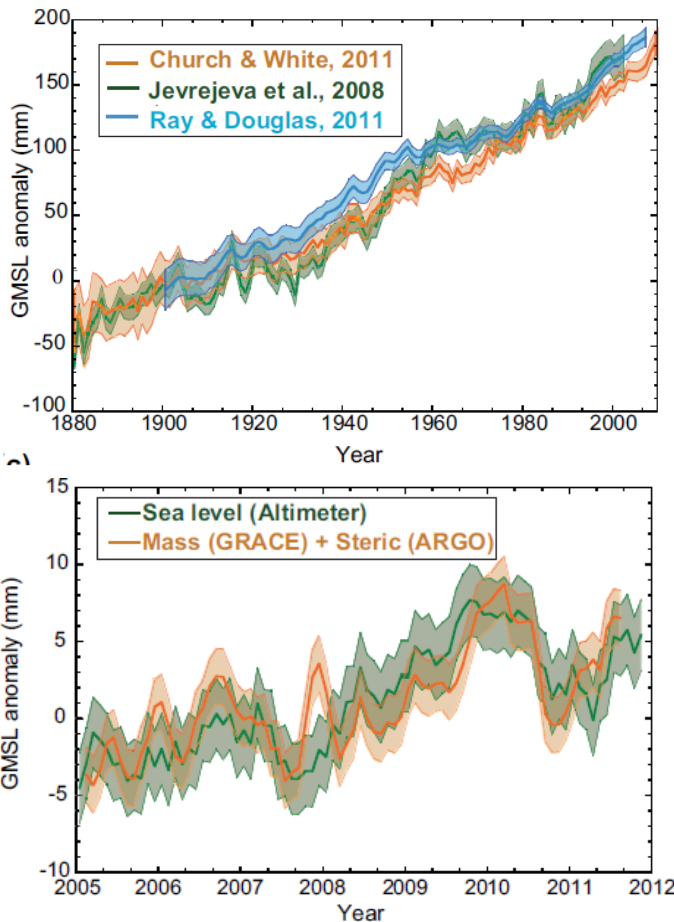 200
150
100
50
0
-50
-100
GMSL anomaly (mm)
Church & White, 2011
Jevrejeva et al., 2008
Ray & Douglas, 2011
1880 1900 1920 1940 1960 1980 2000
Year
c)
15
10
5
0
-5
-10
GMSL anomaly (mm)
Sea level (Altimeter)
Mass (GRACE) + Steric (ARGO)
2005 2006 2007 2008 2009 2010 2011 2012
Year